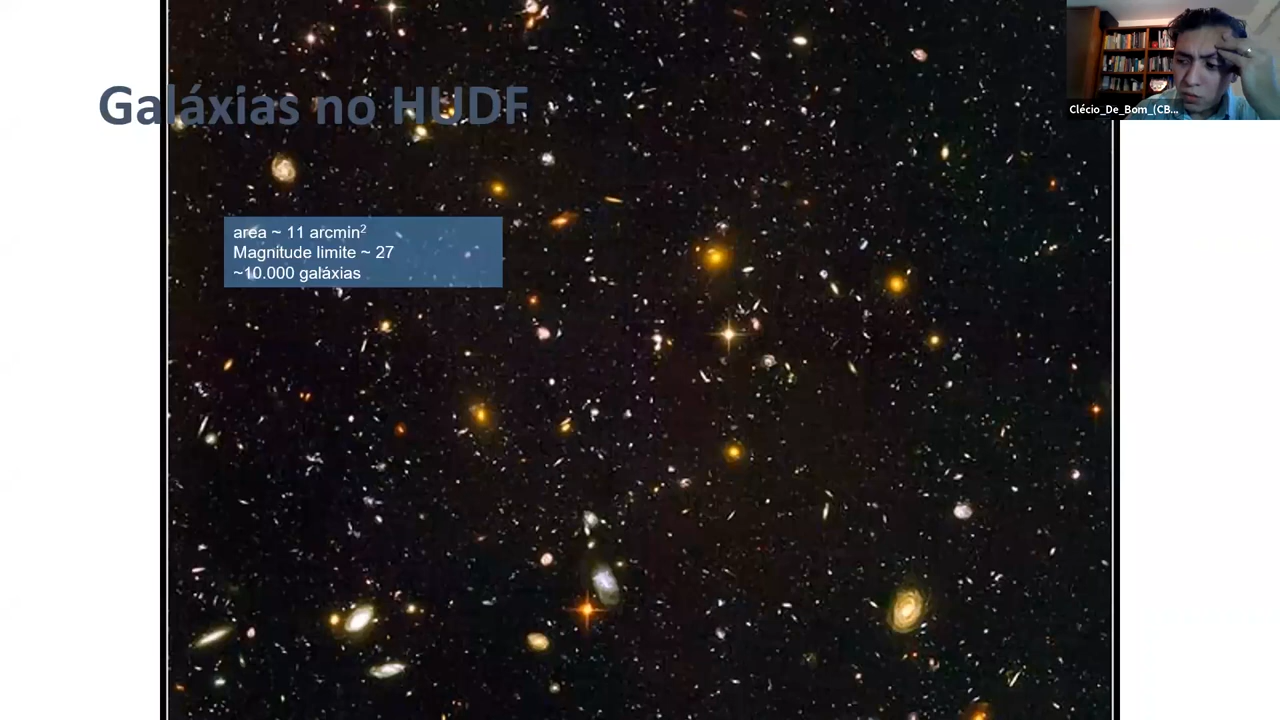 Galáxias no HUDF
area ~ 11 arcmin²
Magnitude limite ~ 27
~10.000 galáxias
Clécio_De_Bom_(CB...